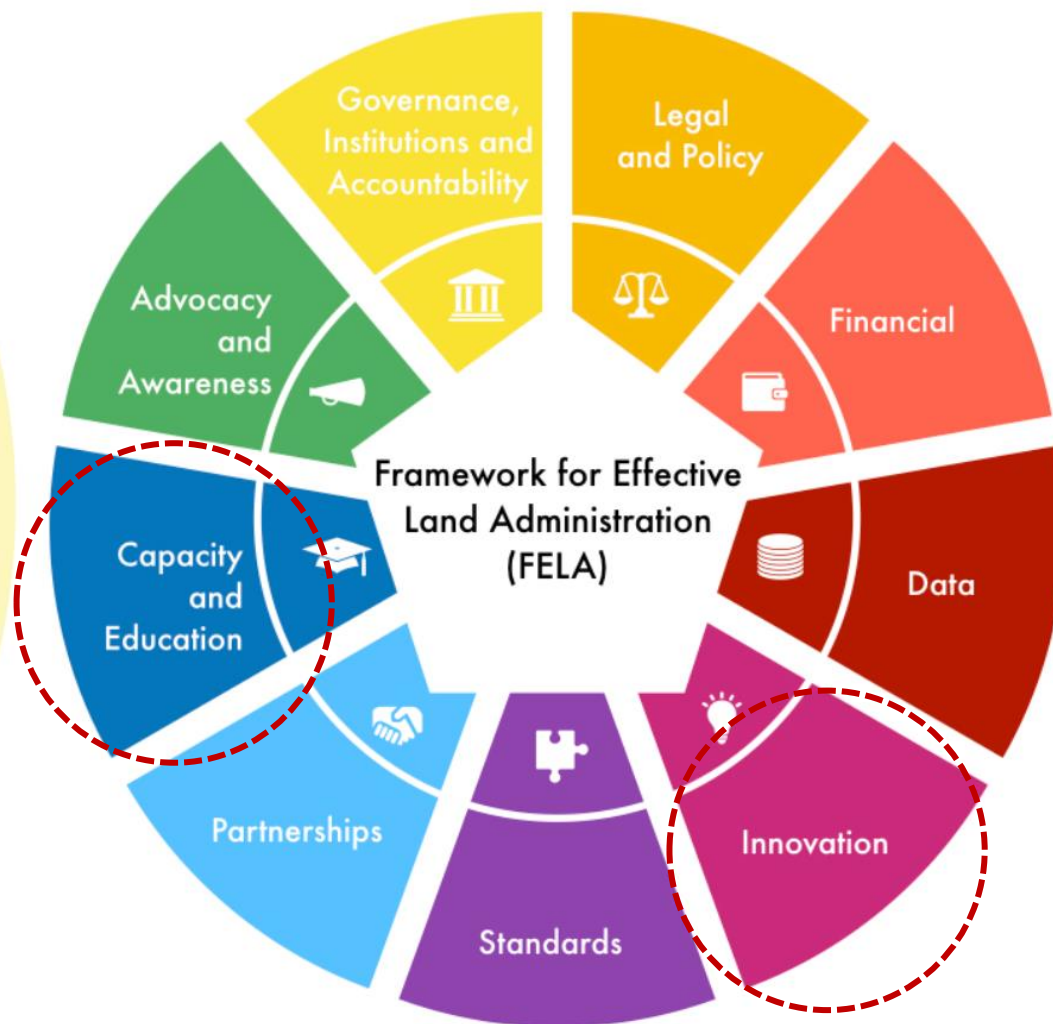 Governance,
Institutions and
Accountability
Legal
and Policy
Financial
Data
Innovation
Standards
Partnerships
Capacity
and
Education
Advocacy
and
Awareness
Framework for Effective
Land Administration
(FELA)